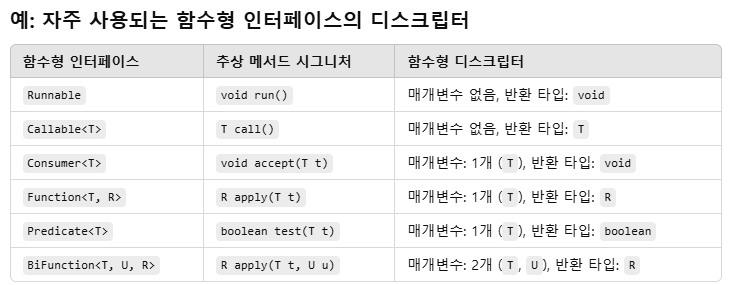 예: 자주 사용되는 함수형 인터페이스의 디스크립터
함수형 인터페이스 추상 메서드 시그니처 함수형 디스크립터
Runnable void run() 매개변수 없음, 반환 타입: void
Callable<T> T call() 매개변수 없음, 반환 타입: T
Consumer<T> void accept(T t) 매개변수: 1개 ( T ), 반환 타입: void
Function<T, R> R apply(T t) 매개변수: 1개 ( T ), 반환 타입: R
Predicate<T> boolean test(T t) 매개변수: 1개 ( T ), 반환 타입: boolean
BiFunction<T, U, R> R apply(T t, U u) 매개변수: 2개 ( T , U ), 반환 타입: R